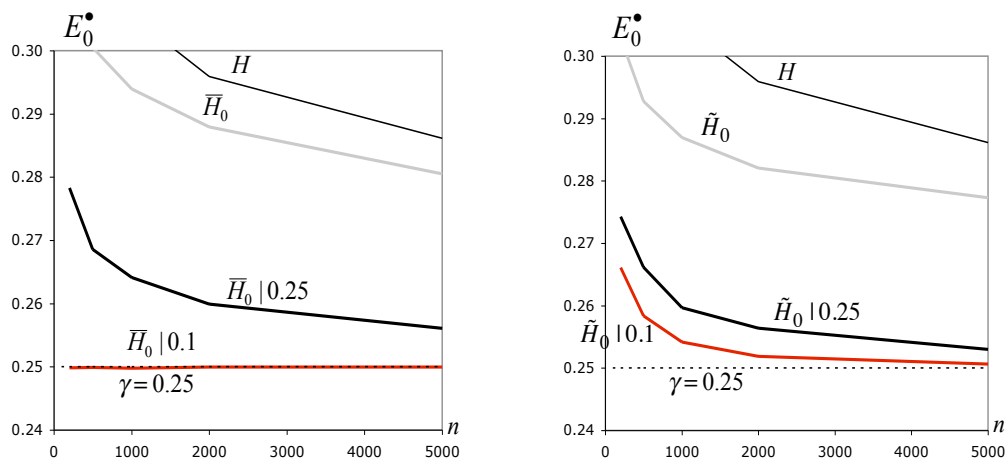 E₀•
0.30
0.29
0.28
0.27
0.26
0.25
0.24
H
H̅₀
H̅₀ | 0.25
H̅₀ | 0.1
γ = 0.25
0 1000 2000 3000 4000 5000 n
E₀•
0.30
0.29
0.28
0.27
0.26
0.25
0.24
H
H̃₀
H̃₀ | 0.25
H̃₀ | 0.1
γ = 0.25
0 1000 2000 3000 4000 5000 n